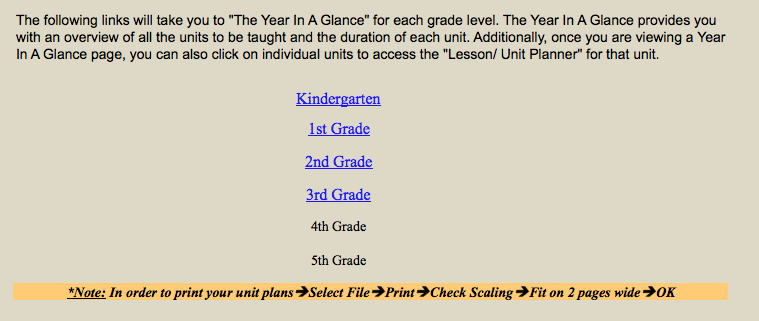 The following links will take you to "The Year In A Glance" for each grade level. The Year In A Glance provides you
with an overview of all the units to be taught and the duration of each unit. Additionally, once you are viewing a Year
In A Glance page, you can also click on individual units to access the "Lesson/ Unit Planner" for that unit.
Kindergarten
1st Grade
2nd Grade
3rd Grade
4th Grade
5th Grade
*Note: In order to print your unit plans➔Select File➔Print➔Check Scaling➔Fit on 2 pages wide➔OK